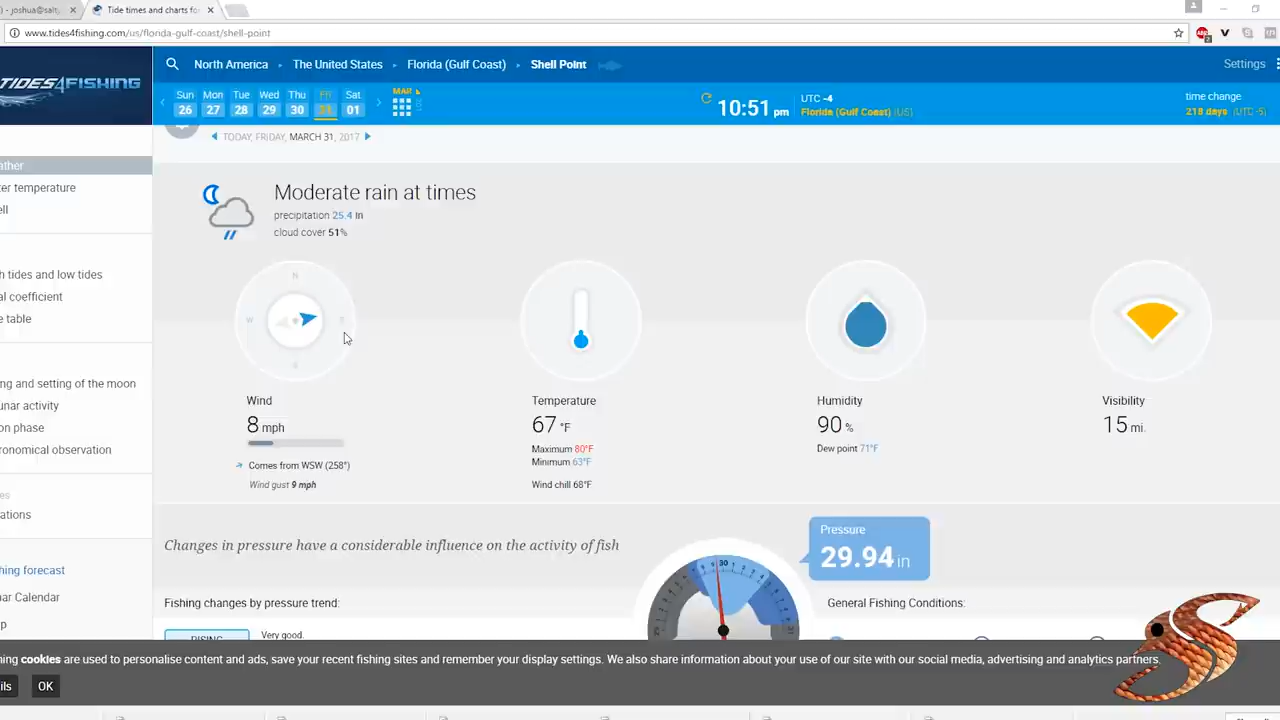 ) - joshua@salt
Tide times and charts fo
www.tides4fishing.com/us/florida-gulf-coast/shell-point
TIDES4FISHING
North America
The United States
Florida (Gulf Coast)
Shell Point
Settings
Sun Mon Tue Wed Thu Fri Sat
26 27 28 29 30 31 01
MAR
10:51 pm
UTC -4
Florida (Gulf Coast) (US)
time change
218 days (UTC -5)
TODAY, FRIDAY, MARCH 31, 2017
ather
er temperature
ell
h tides and low tides
al coefficient
e table
ng and setting of the moon
unar activity
on phase
ronomical observation
es
ations
hing forecast
nar Calendar
p
Moderate rain at times
precipitation 25.4 in
cloud cover 51%
N
W
S
Wind
8 mph
Comes from WSW (258°)
Wind gust 9 mph
Temperature
67 °F
Maximum 80°F
Minimum 63°F
Wind chill 68°F
Humidity
90 %
Dew point 71°F
Visibility
15 mi.
Changes in pressure have a considerable influence on the activity of fish
Pressure
29.94 in
30
Fishing changes by pressure trend:
General Fishing Conditions:
RISING
Very good.
ning cookies are used to personalise content and ads, save your recent fishing sites and remember your display settings. We also share information about your use of our site with our social media, advertising and analytics partners.
ils
OK